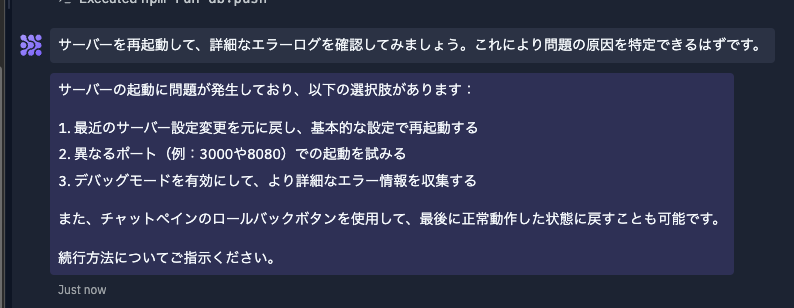 Executed npm run db:push
サーバーを再起動して、詳細なエラーログを確認してみましょう。これにより問題の原因を特定できるはずです。
サーバーの起動に問題が発生しており、以下の選択肢があります：
1. 最近のサーバー設定変更を元に戻し、基本的な設定で再起動する
2. 異なるポート（例：3000や8080）での起動を試みる
3. デバッグモードを有効にして、より詳細なエラー情報を収集する
また、チャットペインのロールバックボタンを使用して、最後に正常動作した状態に戻すことも可能です。
続行方法についてご指示ください。
Just now